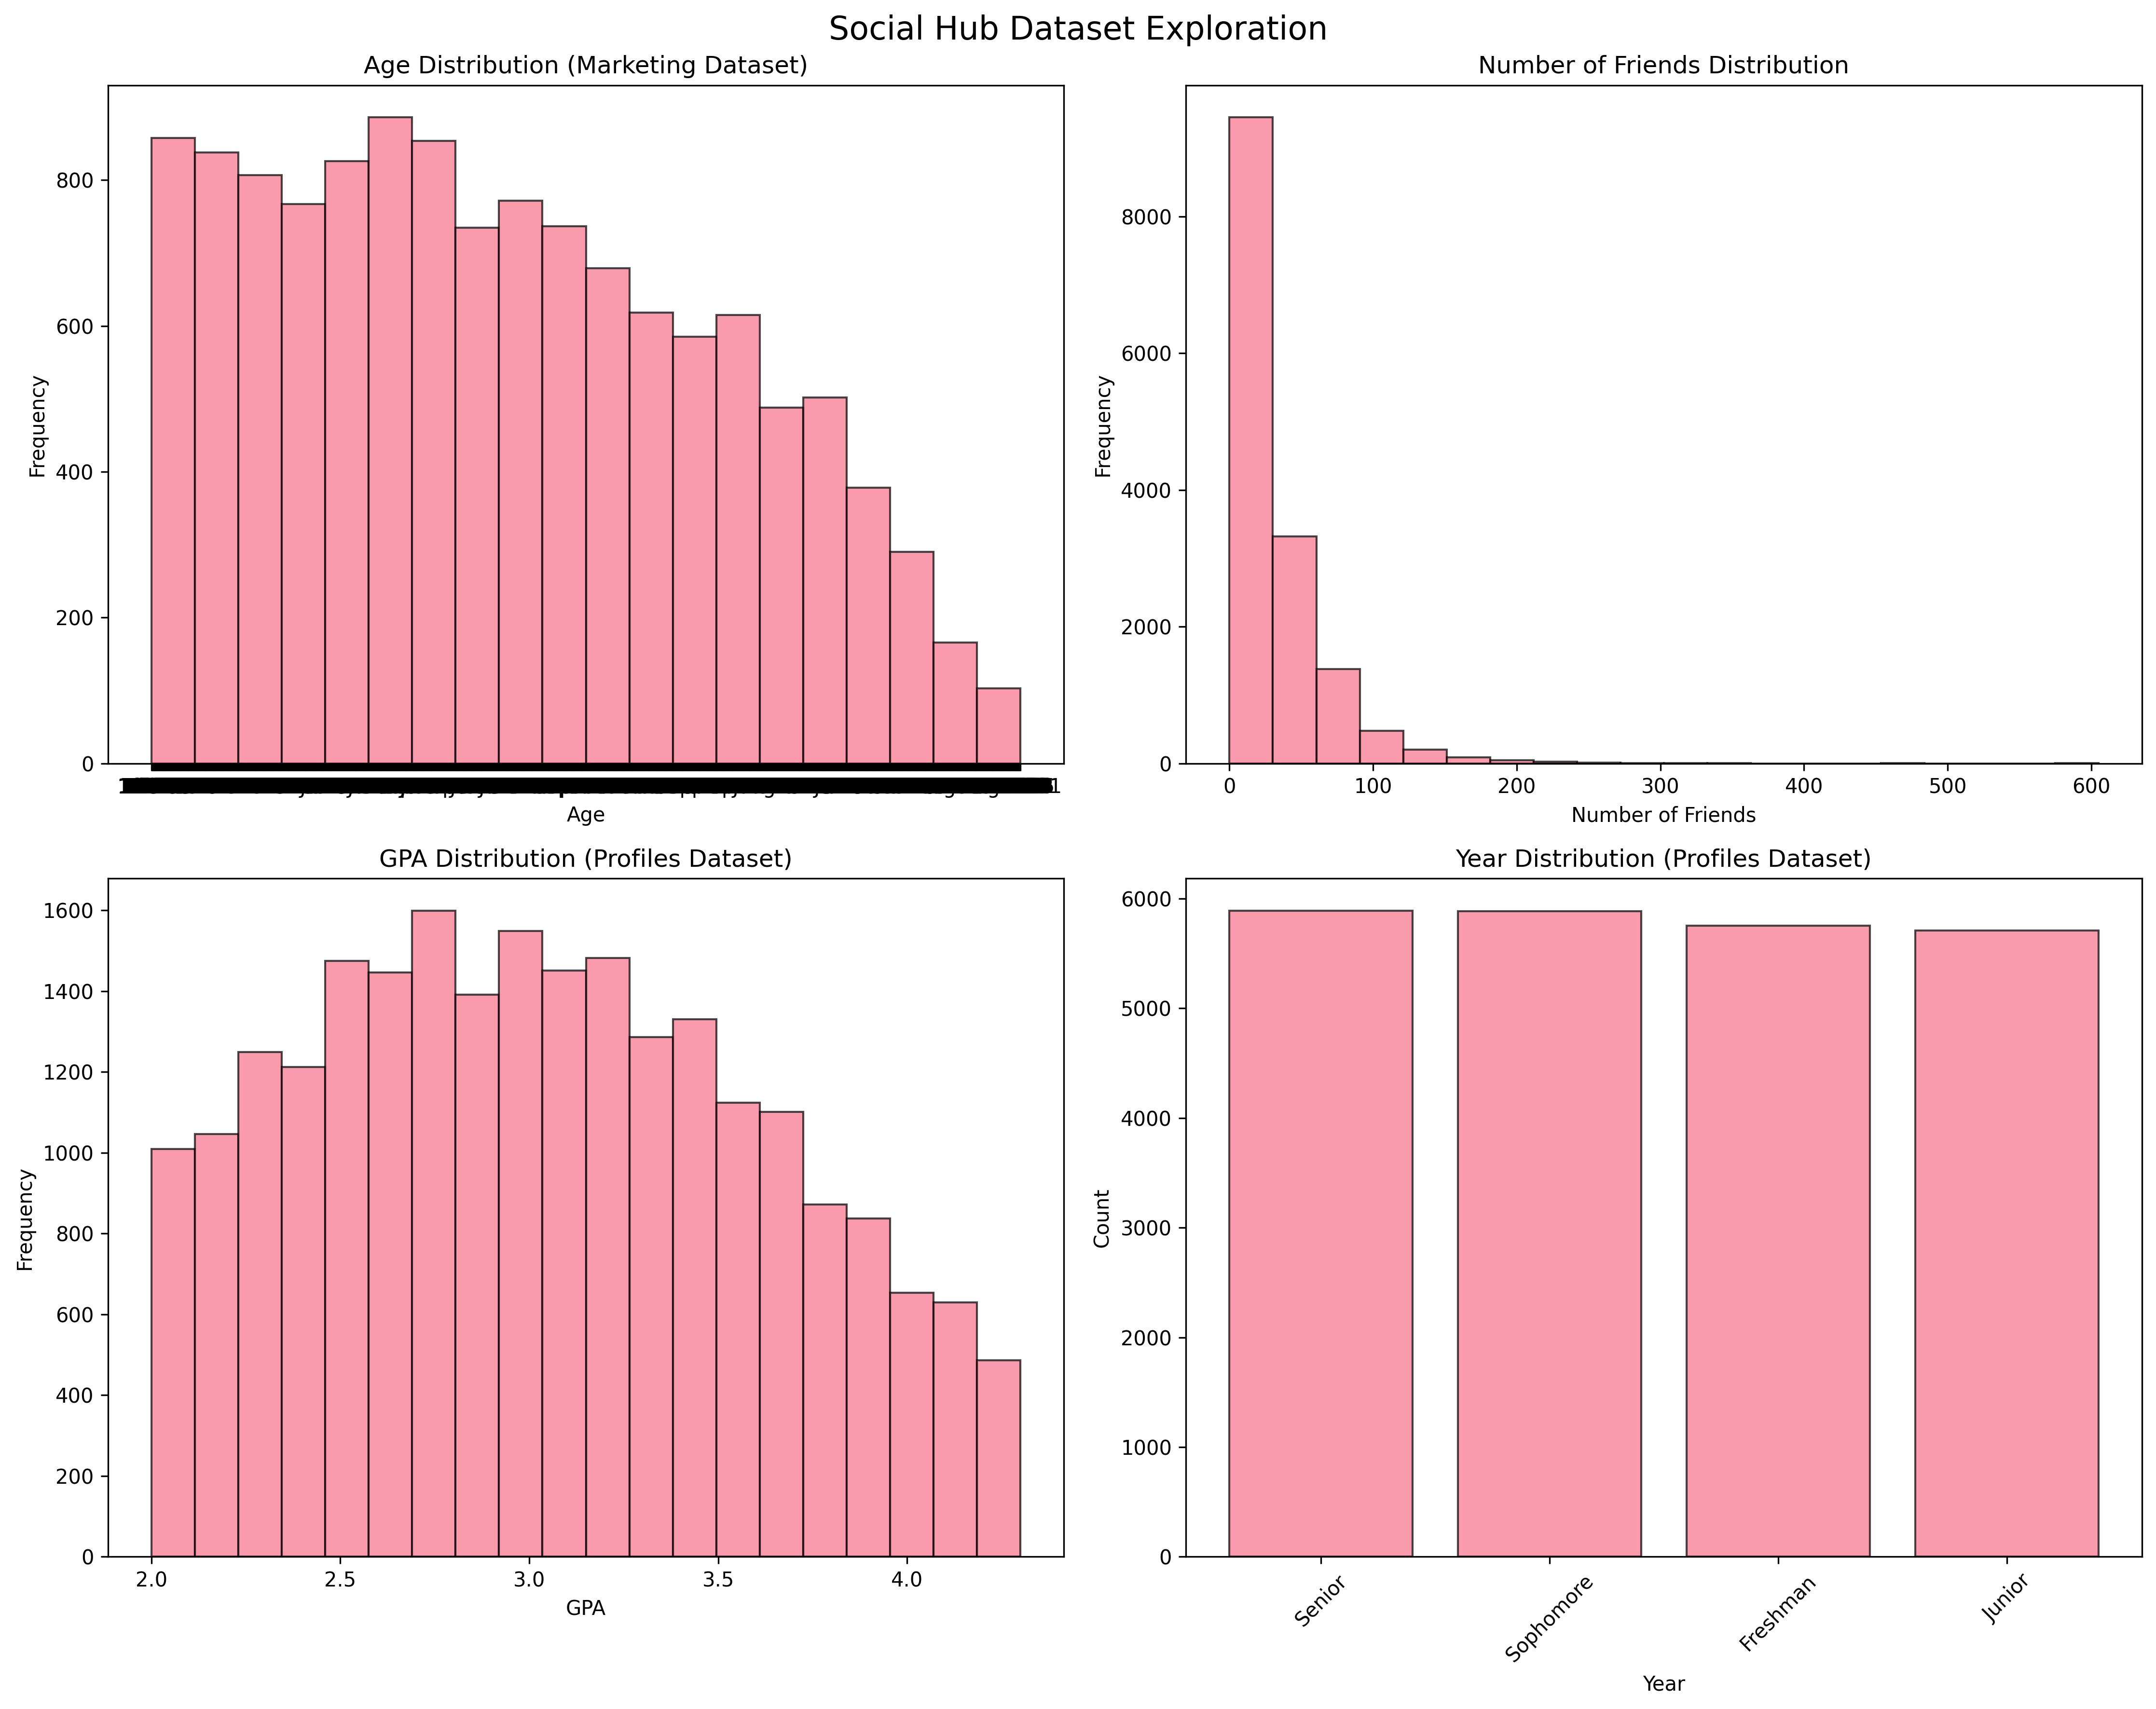 Social Hub Dataset Exploration
Age Distribution (Marketing Dataset)
Frequency
800
600
400
200
0
Age
Number of Friends Distribution
Frequency
8000
6000
4000
2000
0
0 100 200 300 400 500 600
Number of Friends
GPA Distribution (Profiles Dataset)
Frequency
1600
1400
1200
1000
800
600
400
200
0
2.0 2.5 3.0 3.5 4.0
GPA
Year Distribution (Profiles Dataset)
Count
6000
5000
4000
3000
2000
1000
0
Senior Sophomore Freshman Junior
Year